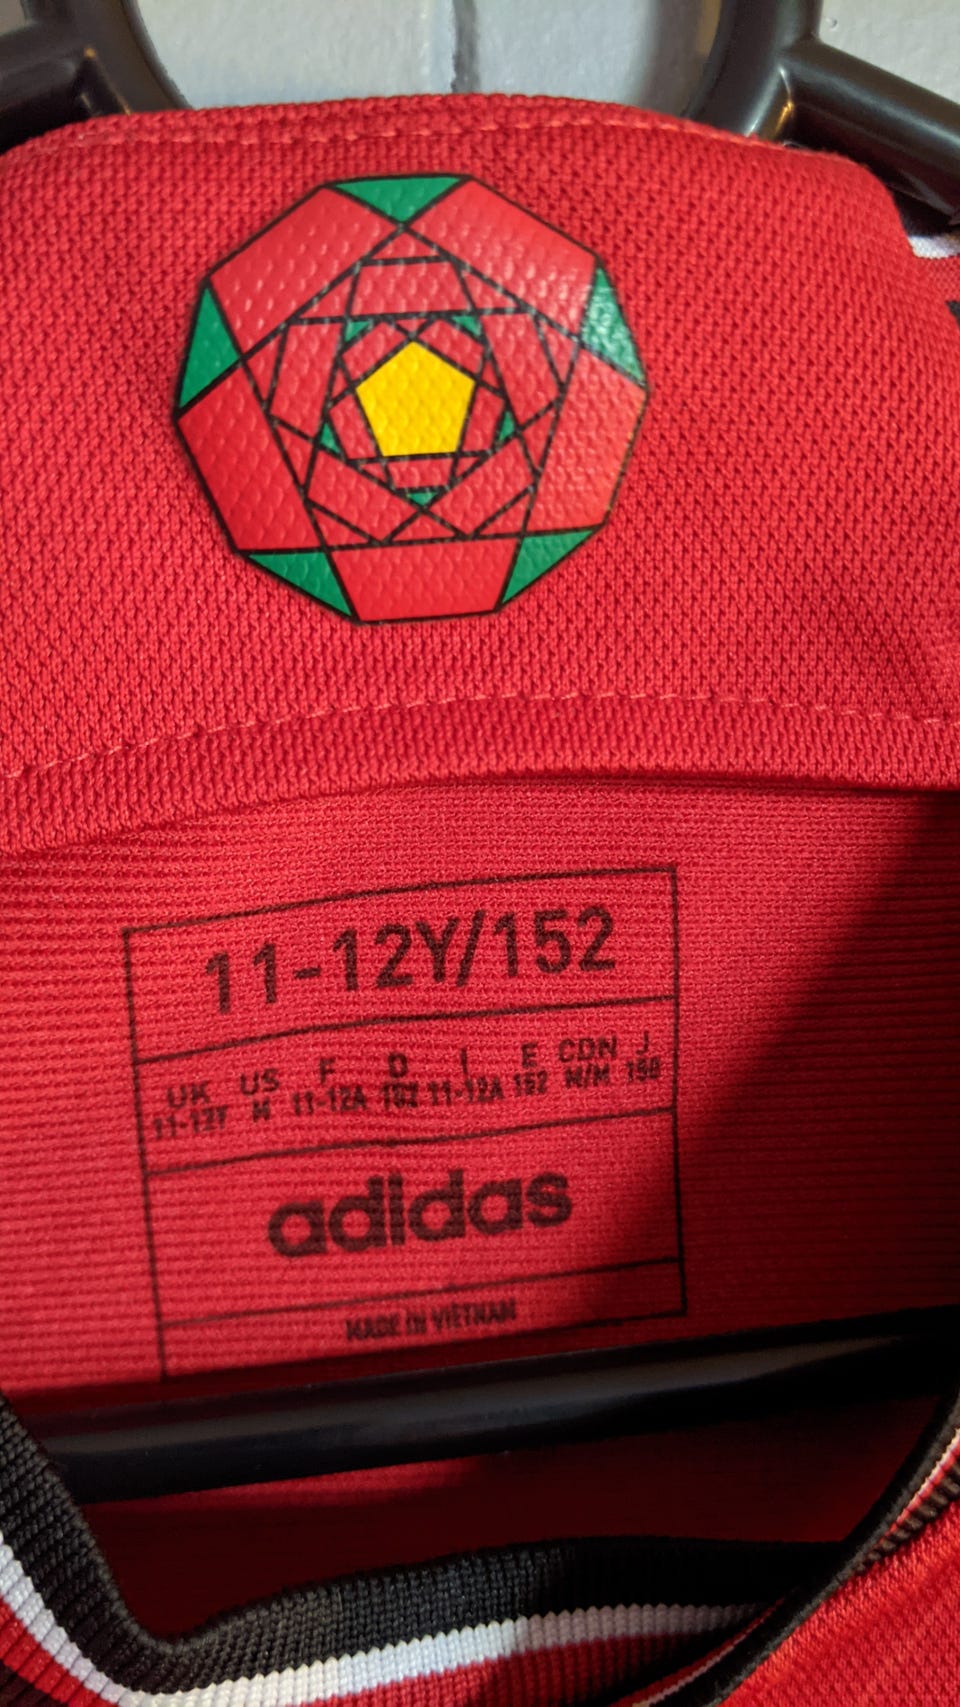 11-12Y/152
UK US F D I E CDN J
11-12Y M 11-12A 152 11-12A 152 M/M 150
adidas
MADE IN VIETNAM